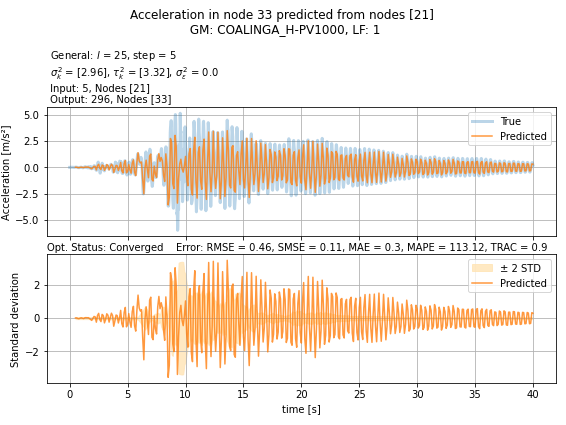 Acceleration in node 33 predicted from nodes [21]
GM: COALINGA_H-PV1000, LF: 1
General: l = 25, step = 5
σ²ₖ = [2.96], τ²ₖ = [3.32], σ²ₑ = 0.0
Input: 5, Nodes [21]
Output: 296, Nodes [33]
5.0
2.5
0.0
−2.5
−5.0
Acceleration [m/s²]
True
Predicted
Opt. Status: Converged Error: RMSE = 0.46, SMSE = 0.11, MAE = 0.3, MAPE = 113.12, TRAC = 0.9
2
0
−2
Standard deviation
± 2 STD
Predicted
0 5 10 15 20 25 30 35 40
time [s]